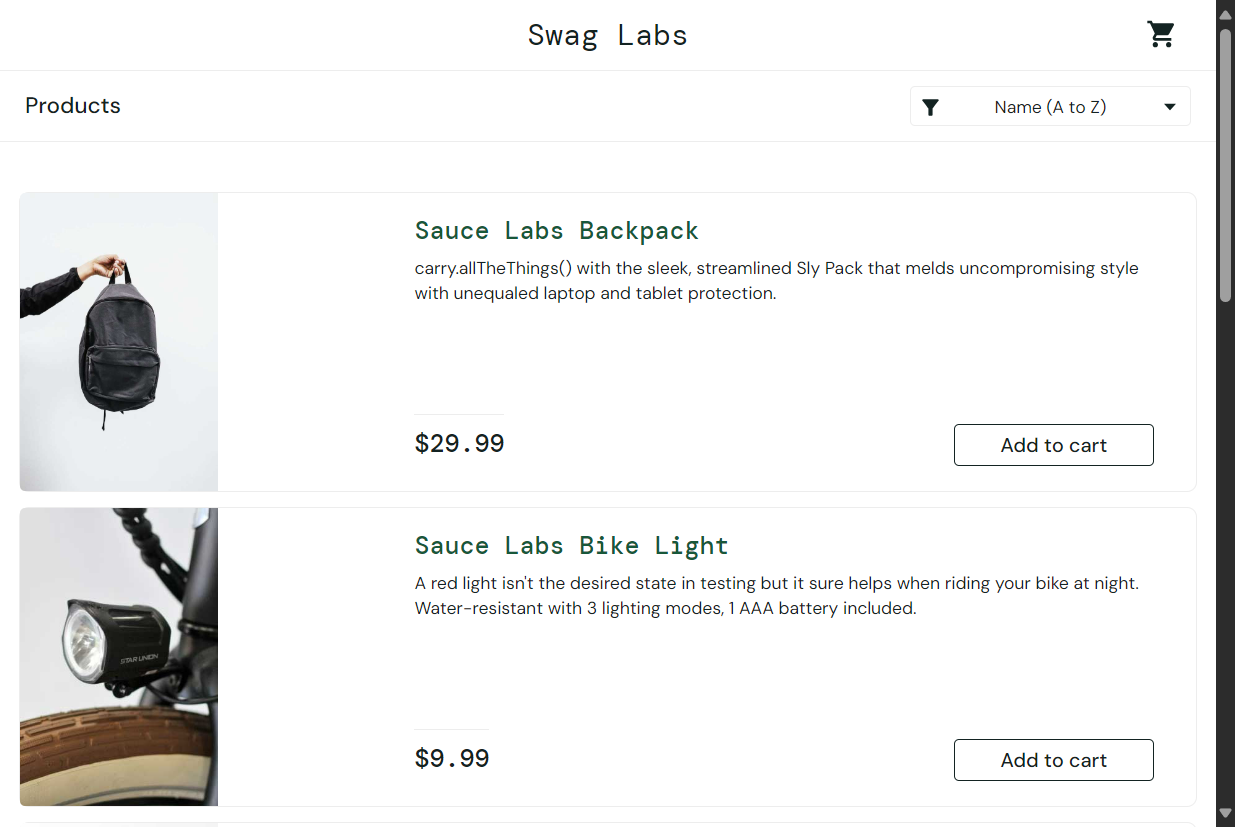 Swag Labs
Products
Name (A to Z)
Sauce Labs Backpack
carry.allTheThings() with the sleek, streamlined Sly Pack that melds uncompromising style
with unequaled laptop and tablet protection.
$29.99
Add to cart
Sauce Labs Bike Light
A red light isn't the desired state in testing but it sure helps when riding your bike at night.
Water-resistant with 3 lighting modes, 1 AAA battery included.
STAR UNION
$9.99
Add to cart